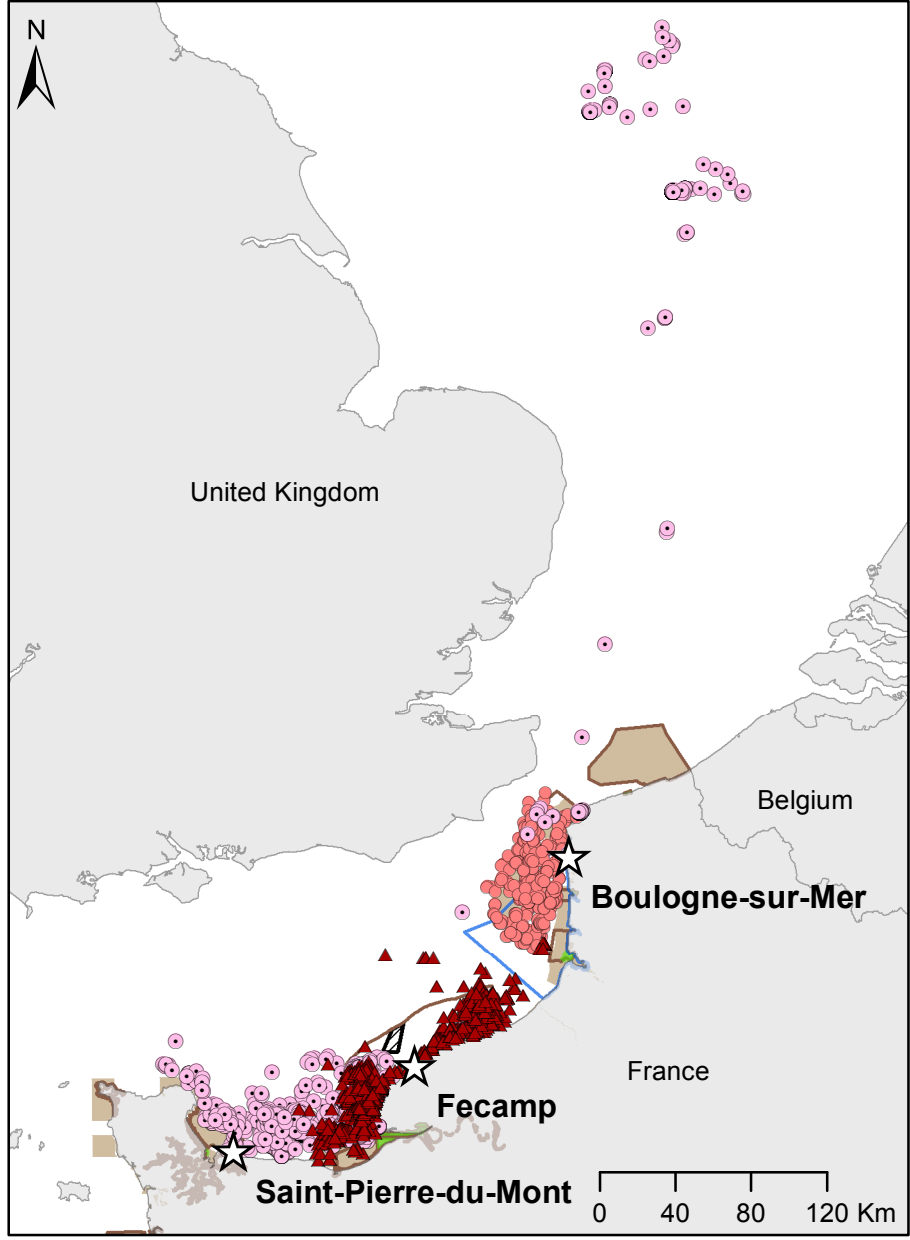 N
United Kingdom
Belgium
Boulogne-sur-Mer
France
Fecamp
Saint-Pierre-du-Mont
0 40 80 120 Km